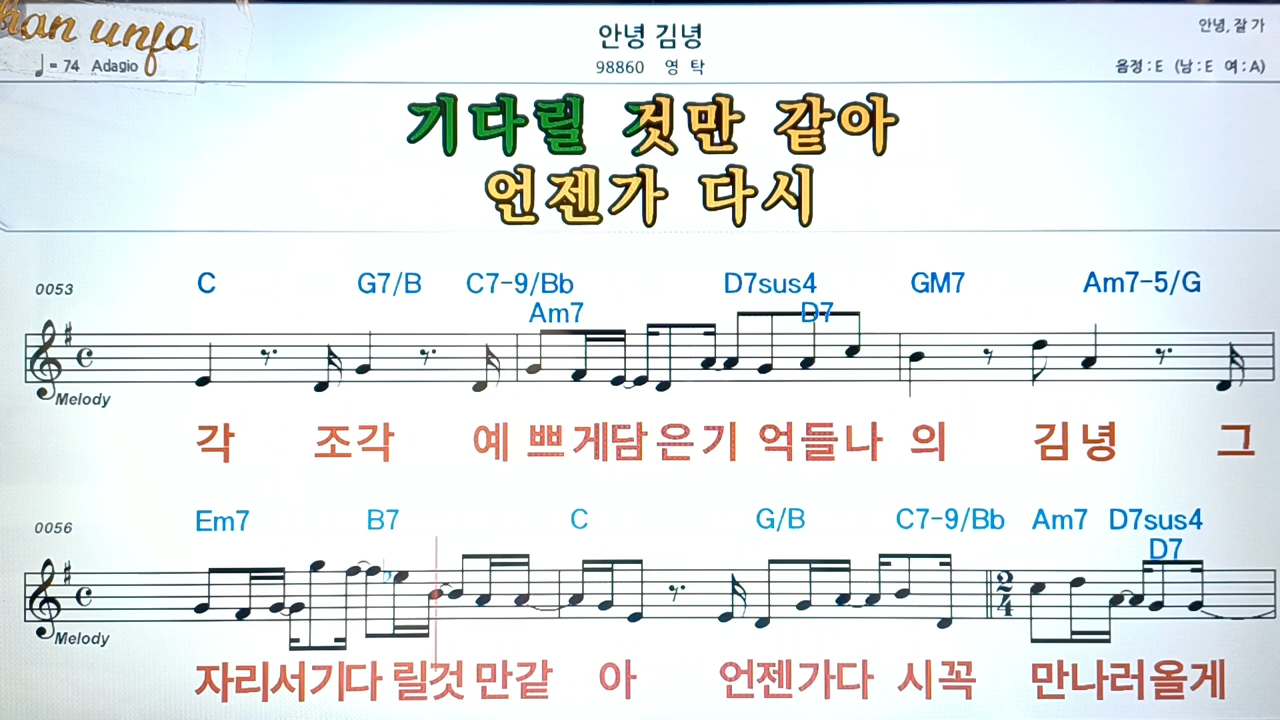 han unfa
안녕 김녕
안녕, 잘 가
♩= 74 Adagio
98860 영 탁
음정 : E (남 : E 여 : A)
기다릴 것만 같아
언젠가 다시
0053 C G7/B C7-9/Bb D7sus4 GM7 Am7-5/G
Am7 D7
Melody
각 조각 예 쁘게담 은기 억들나 의 김녕 그
0056 Em7 B7 C G/B C7-9/Bb Am7 D7sus4
D7
2
4
Melody
자리서기다 릴것 만같 아 언젠가다 시꼭 만나러올게